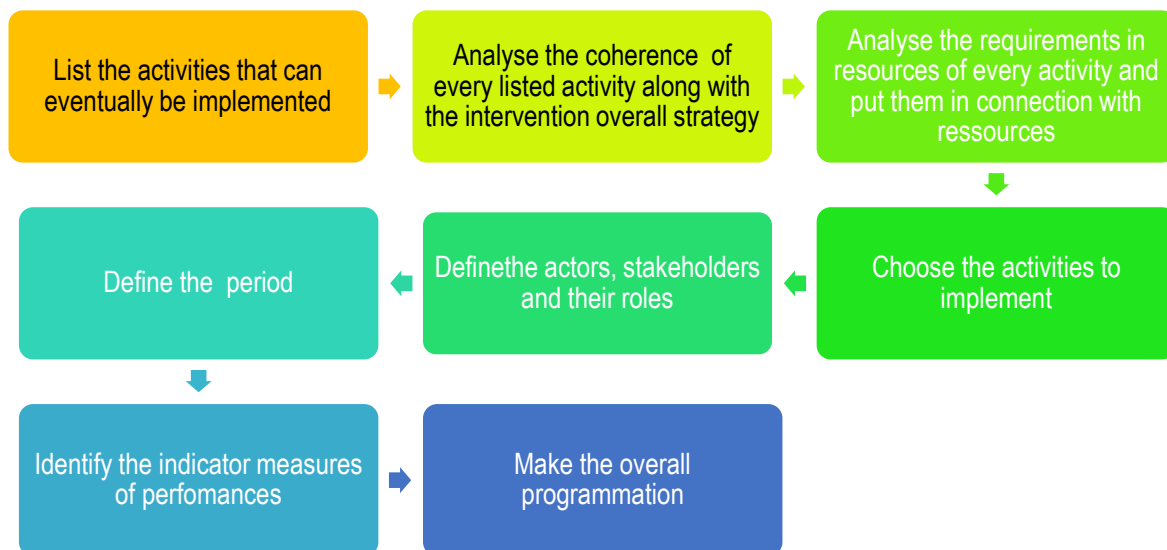 List the activities that can
eventually be implemented
Analyse the coherence of
every listed activity along with
the intervention overall strategy
Analyse the requirements in
resources of every activity and
put them in connection with
ressources
Choose the activities to
implement
Definethe actors, stakeholders
and their roles
Define the period
Identify the indicator measures
of perfomances
Make the overall
programmation